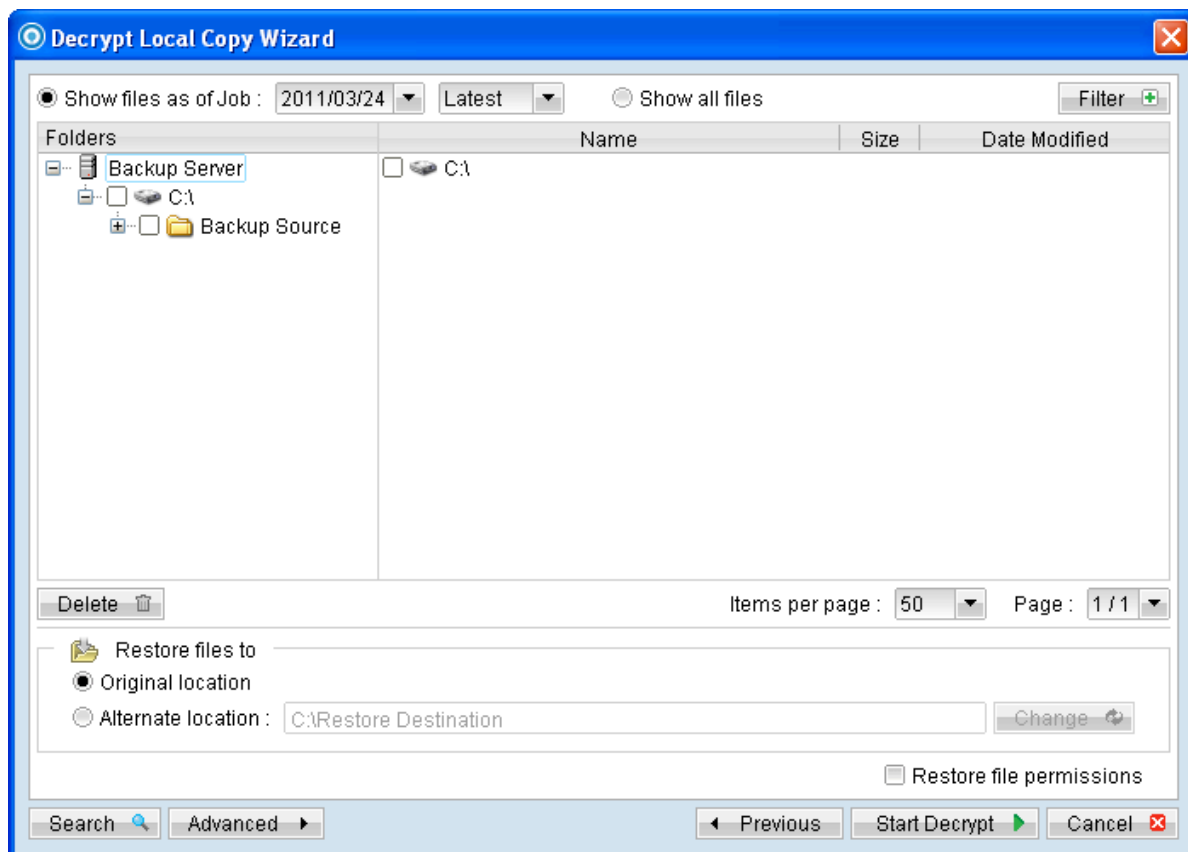 Decrypt Local Copy Wizard
Show files as of Job : 2011/03/24 Latest Show all files Filter
Folders Name Size Date Modified
Backup Server C:\
C:\
Backup Source
Delete Items per page : 50 Page : 1 / 1
Restore files to
Original location
Alternate location : C:\Restore Destination Change
Restore file permissions
Search Advanced Previous Start Decrypt Cancel